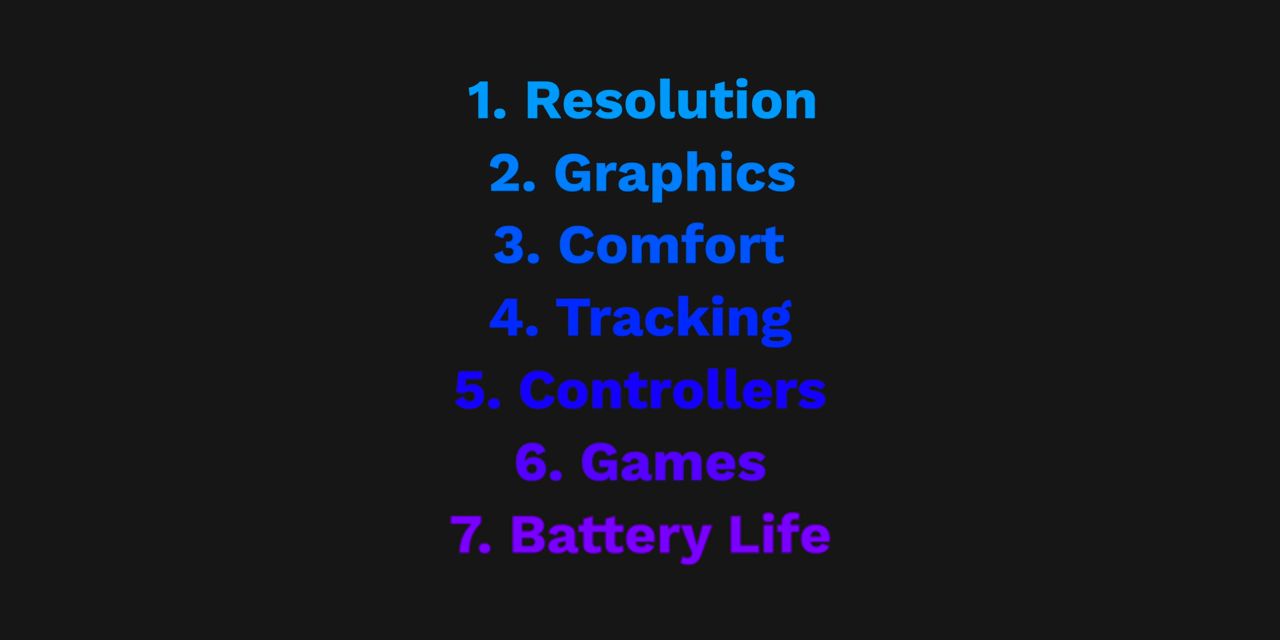 1. Resolution
2. Graphics
3. Comfort
4. Tracking
5. Controllers
6. Games
7. Battery Life